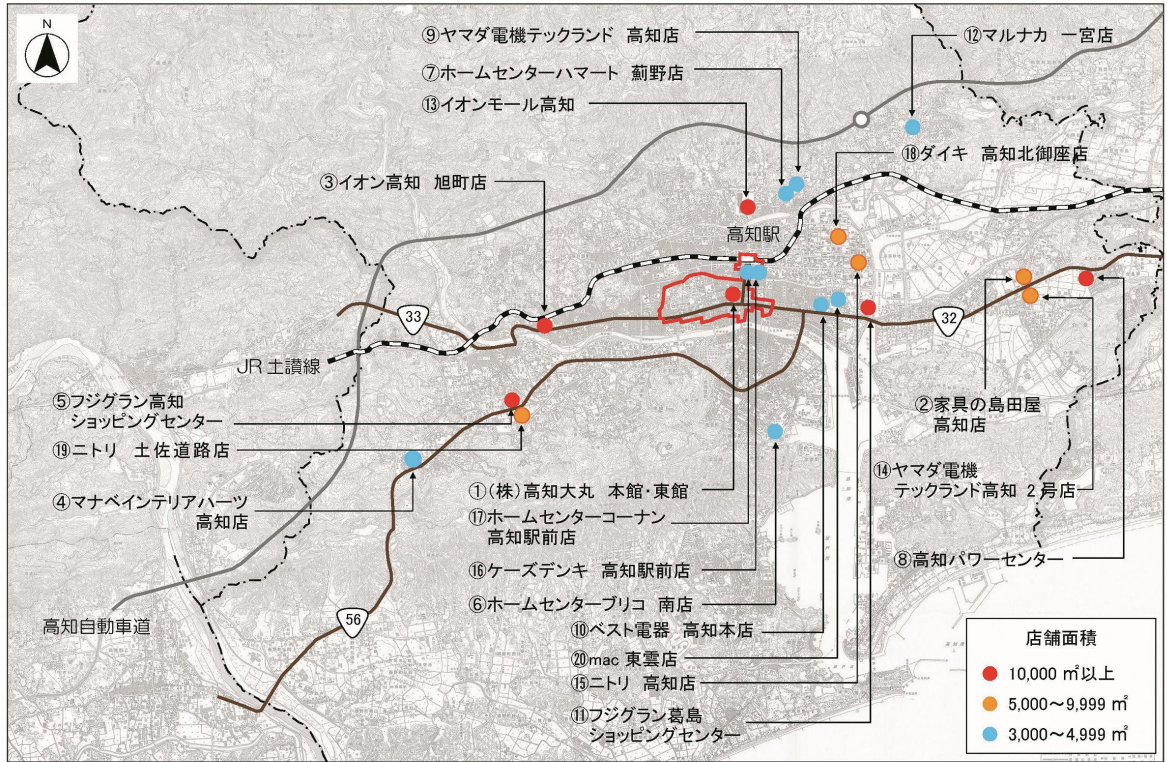 N
⑨ヤマダ電機テックランド 高知店
⑦ホームセンターハマート 薊野店
⑬イオンモール高知
⑫マルナカ 一宮店
⑱ダイキ 高知北御座店
③イオン高知 旭町店
高知駅
33
32
JR土讃線
⑤フジグラン高知
ショッピングセンター
⑲ニトリ 土佐道路店
④マナベインテリアハーツ
高知店
②家具の島田屋
高知店
⑭ヤマダ電機
テックランド高知 2号店
⑧高知パワーセンター
①(株)高知大丸 本館・東館
⑰ホームセンターコーナン
高知駅前店
⑯ケーズデンキ 高知駅前店
⑥ホームセンターブリコ 南店
⑩ベスト電器 高知本店
⑳mac 東雲店
⑮ニトリ 高知店
⑪フジグラン葛島
ショッピングセンター
56
高知自動車道
店舗面積
10,000 ㎡以上
5,000～9,999 ㎡
3,000～4,999 ㎡